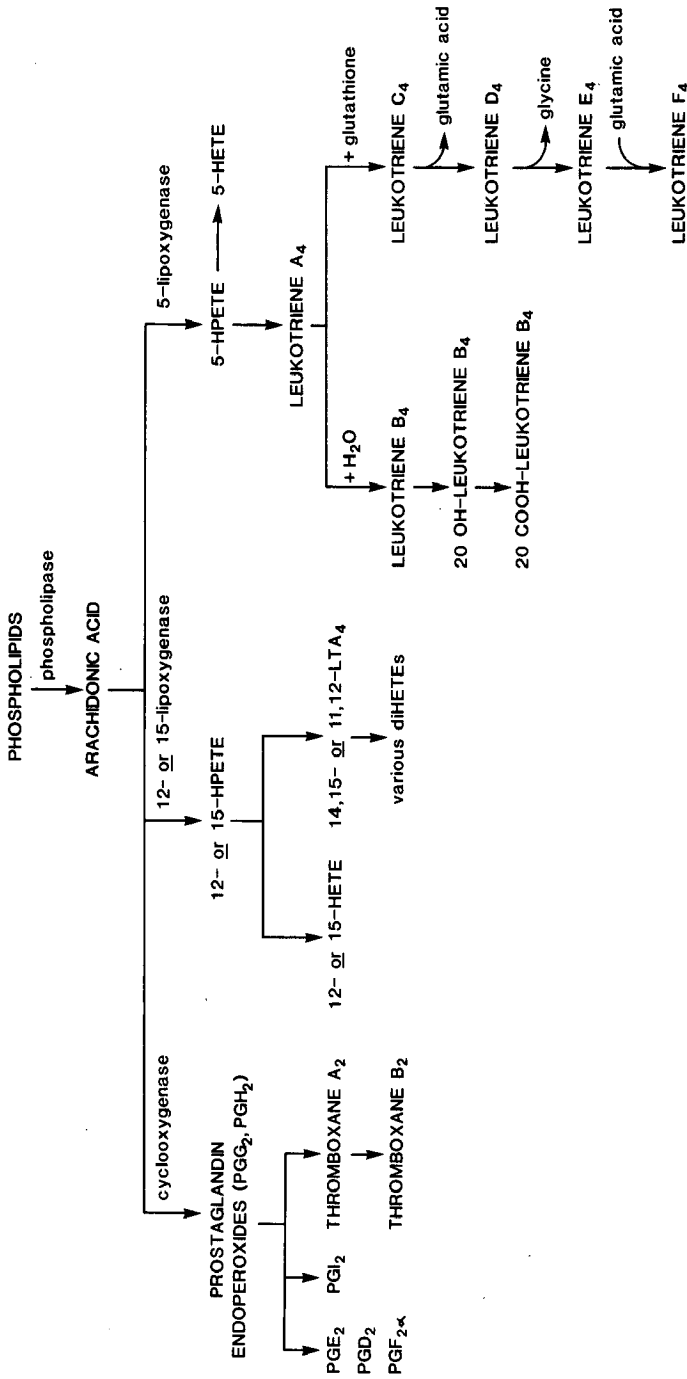 PHOSPHOLIPIDS
phospholipase
ARACHIDONIC ACID
cyclooxygenase
12- or 15-lipoxygenase
5-lipoxygenase
PROSTAGLANDIN
ENDOPEROXIDES (PGG₂, PGH₂)
12- or 15-HPETE
5-HPETE
5-HETE
LEUKOTRIENE A₄
PGE₂
PGD₂
PGF₂α
PGI₂
THROMBOXANE A₂
THROMBOXANE B₂
12- or 15-HETE
14,15- or 11,12-LTA₄
various diHETEs
+ H₂O
LEUKOTRIENE B₄
20 OH-LEUKOTRIENE B₄
20 COOH-LEUKOTRIENE B₄
+ glutathione
LEUKOTRIENE C₄
glutamic acid
LEUKOTRIENE D₄
glycine
LEUKOTRIENE E₄
glutamic acid
LEUKOTRIENE F₄